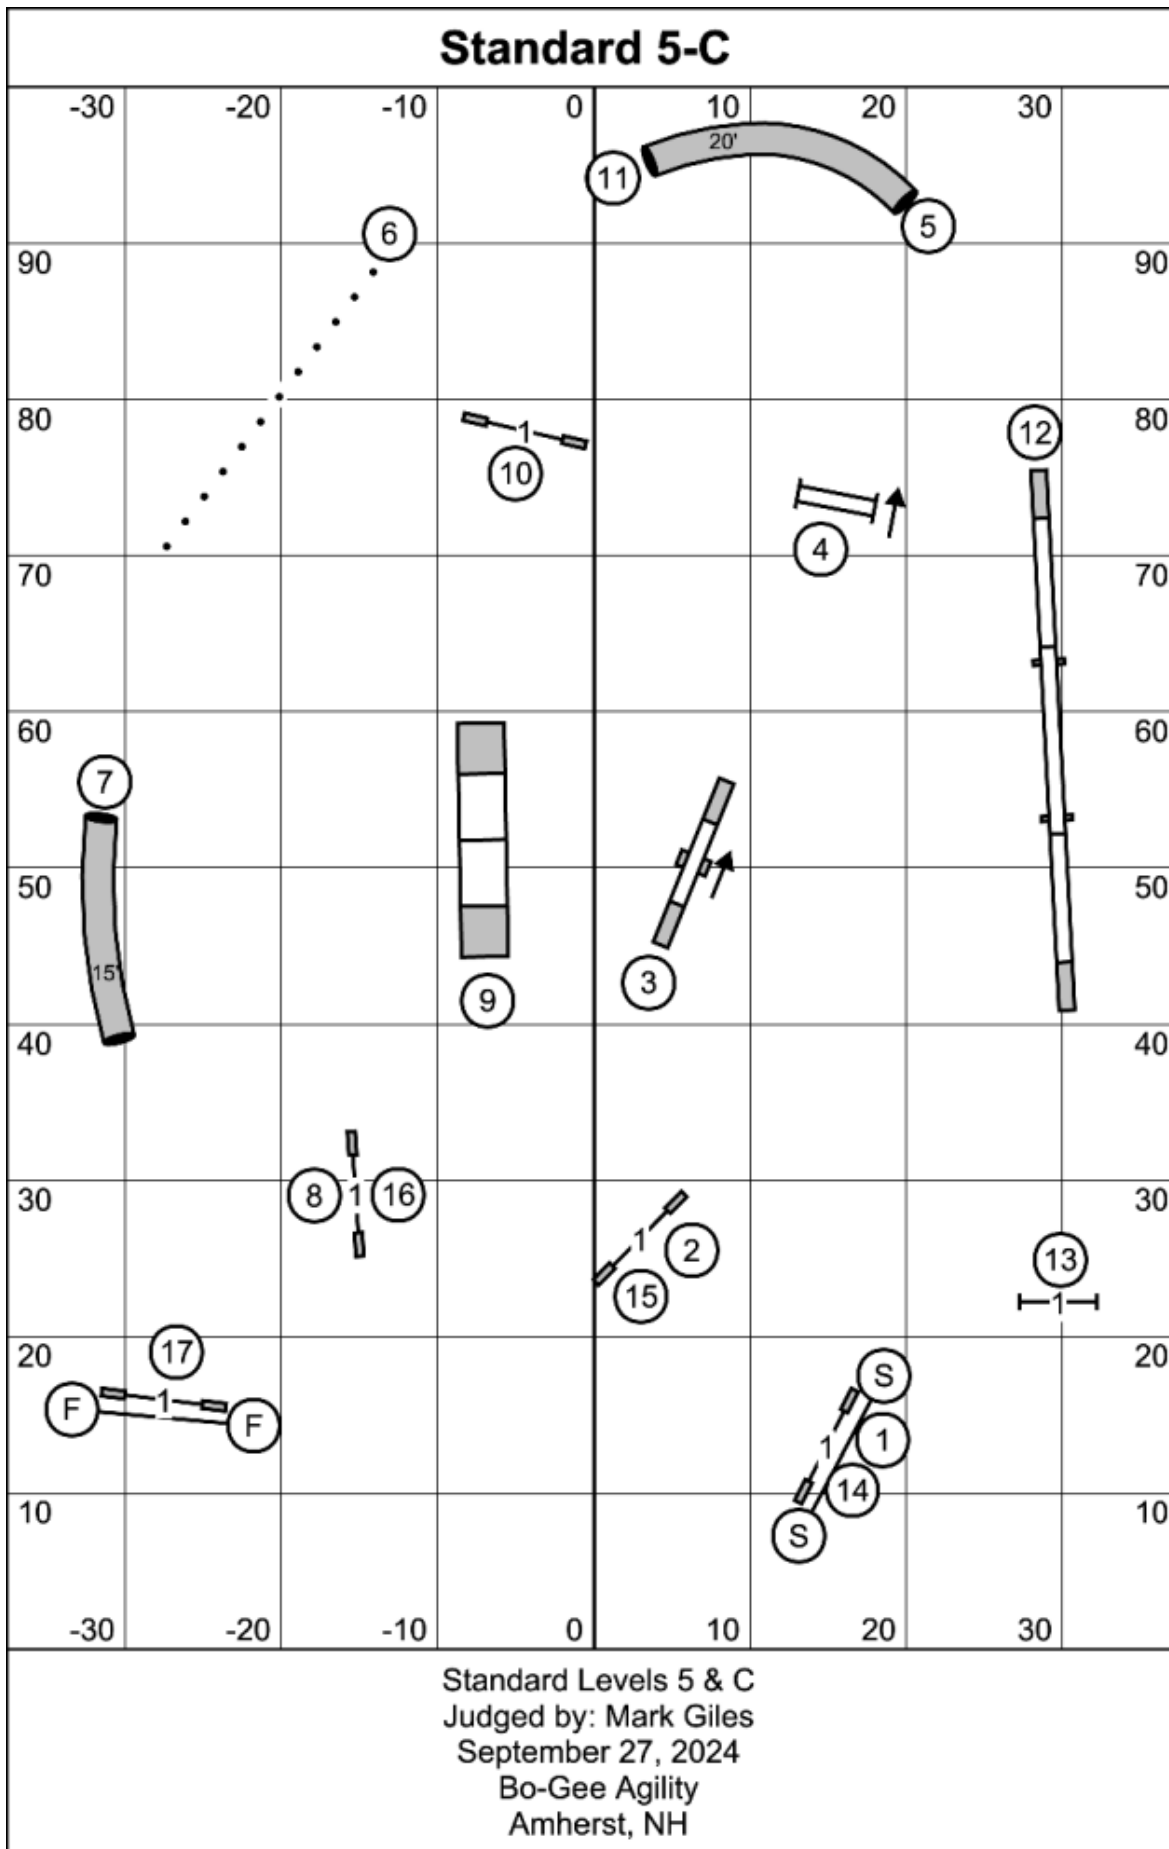 Standard 5-C
-30 -20 -10 0 10 20 30
20'
11
5
6
90 90
80 80
12
1
10
4
70 70
60 60
7
50 50
15'
3
9
40 40
30 30
8 1 16
1 2
13
15
1
20 20
17
S
F 1 F
1 1
14
10 10
S
-30 -20 -10 0 10 20 30
Standard Levels 5 & C
Judged by: Mark Giles
September 27, 2024
Bo-Gee Agility
Amherst, NH